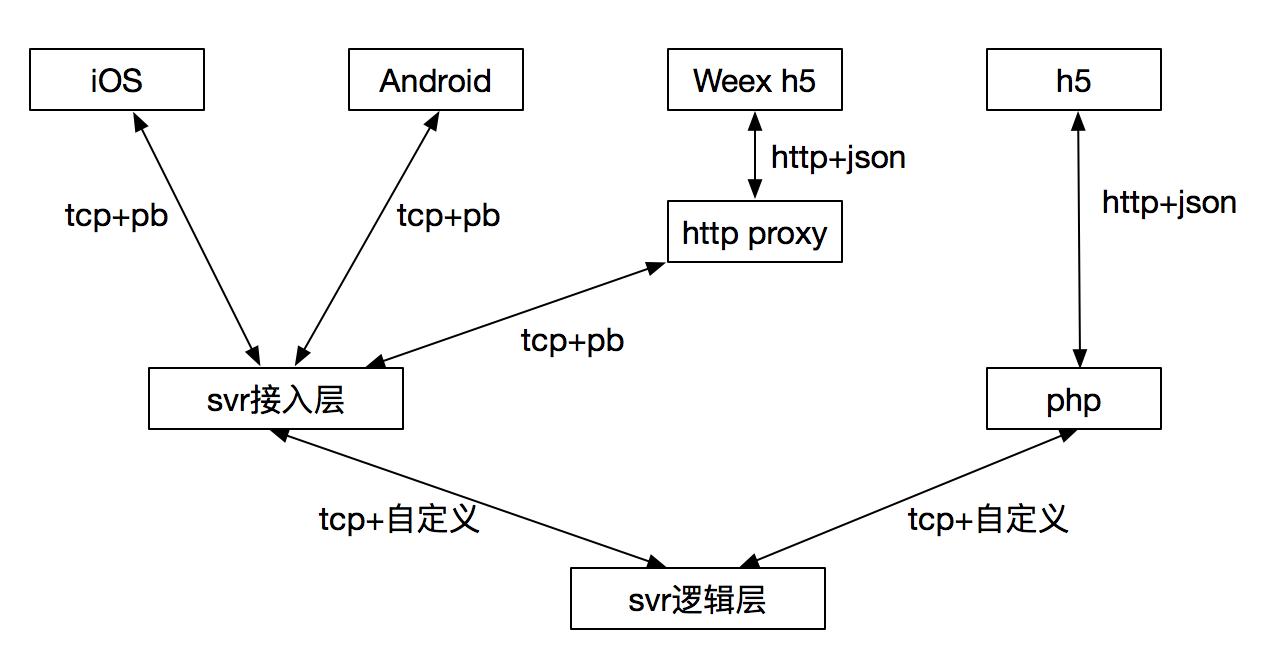 iOS
Android
Weex h5
h5
http+json
http+json
tcp+pb
tcp+pb
http proxy
tcp+pb
svr接入层
php
tcp+自定义
tcp+自定义
svr逻辑层